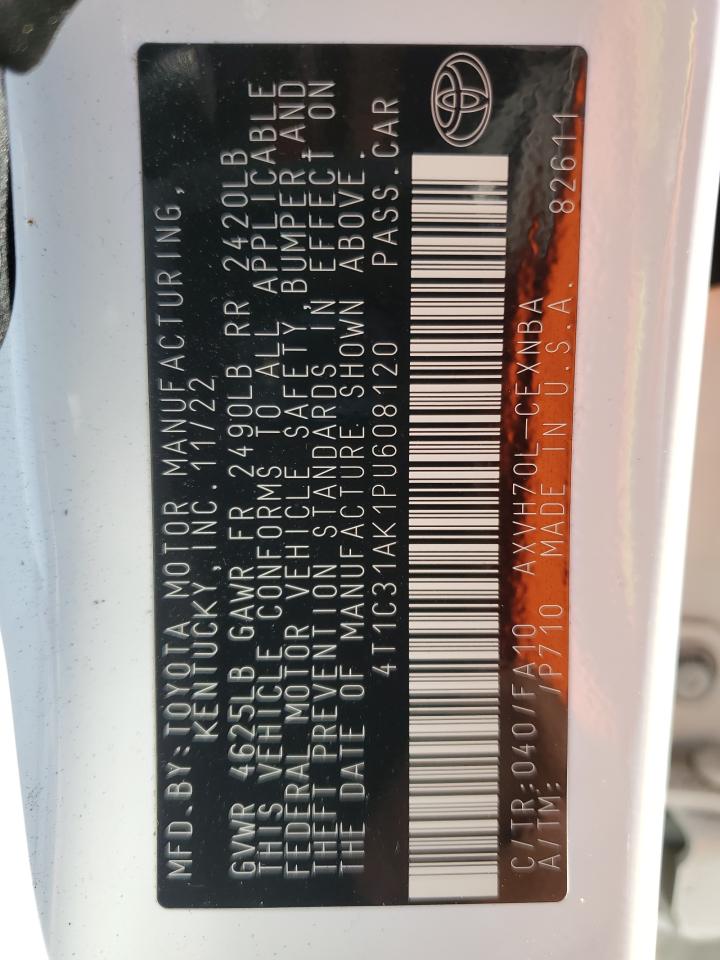 MFD.BY:TOYOTA MOTOR MANUFACTURING,
KENTUCKY, INC. 11/22
GVWR 4625LB GAWR FR 2490LB RR 2420LB
THIS VEHICLE CONFORMS TO ALL APPLICABLE
FEDERAL MOTOR VEHICLE SAFETY, BUMPER, AND
THEFT PREVENTION STANDARDS IN EFFECT ON
THE DATE OF MANUFACTURE SHOWN ABOVE.
4T1C31AK1PU608120 PASS.CAR
C/TR:040//FA10 AXVH70L-CEXNBA
A/TM: /P710 MADE IN U.S.A. 82611